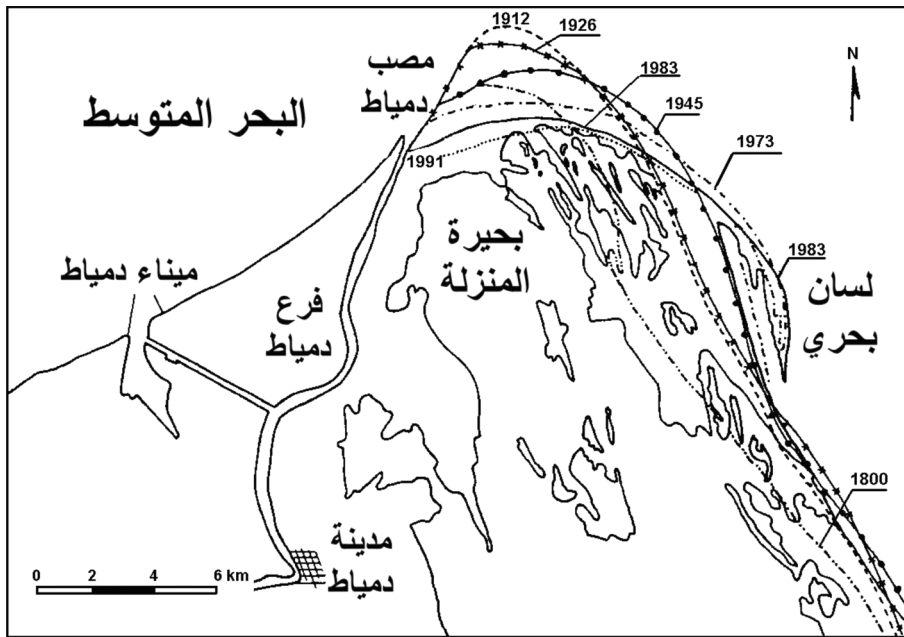 1912
1926
مصب
دمياط
البحر المتوسط
1983
1945
N
1973
1991
بحيرة
المنزلة
ميناء دمياط
فرع
دمياط
1983
لسان
بحري
1800
مدينة
دمياط
0 2 4 6 km